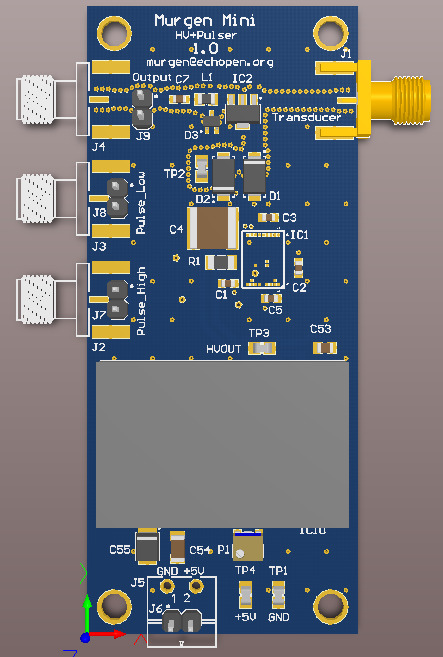 Murgen Mini
HV+Pulser
1.0
murgen@echopen.org
J1
Output C7 L1 IC2
Transducer
D3
J4 J9
TP2
Pulse_Low
D2 D1
J8
C3
J3
C4
IC1
R1
C2
C1
Pulse_High
C5
J7
TP3 C53
J2
HVOUT
C55 C54 P1
GND +5V
TP4 TP1
J5
1 2
J6
+5V GND